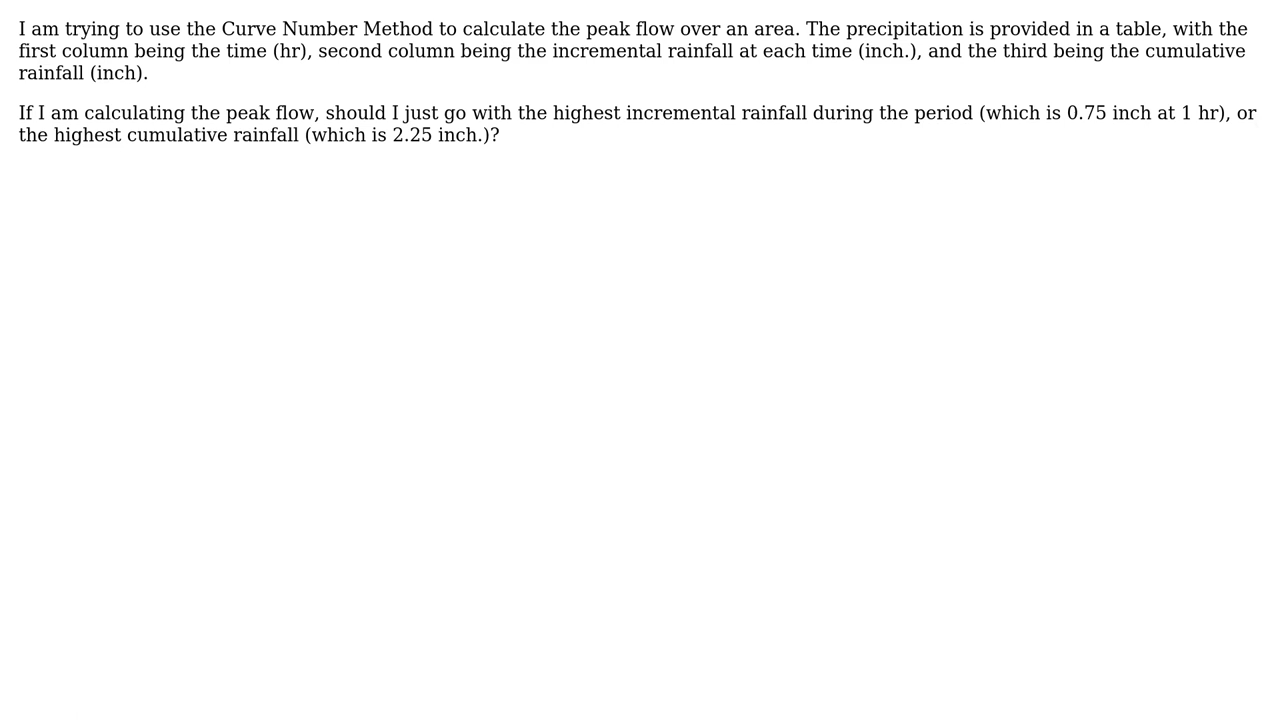 I am trying to use the Curve Number Method to calculate the peak flow over an area. The precipitation is provided in a table, with the
first column being the time (hr), second column being the incremental rainfall at each time (inch.), and the third being the cumulative
rainfall (inch).
If I am calculating the peak flow, should I just go with the highest incremental rainfall during the period (which is 0.75 inch at 1 hr), or
the highest cumulative rainfall (which is 2.25 inch.)?